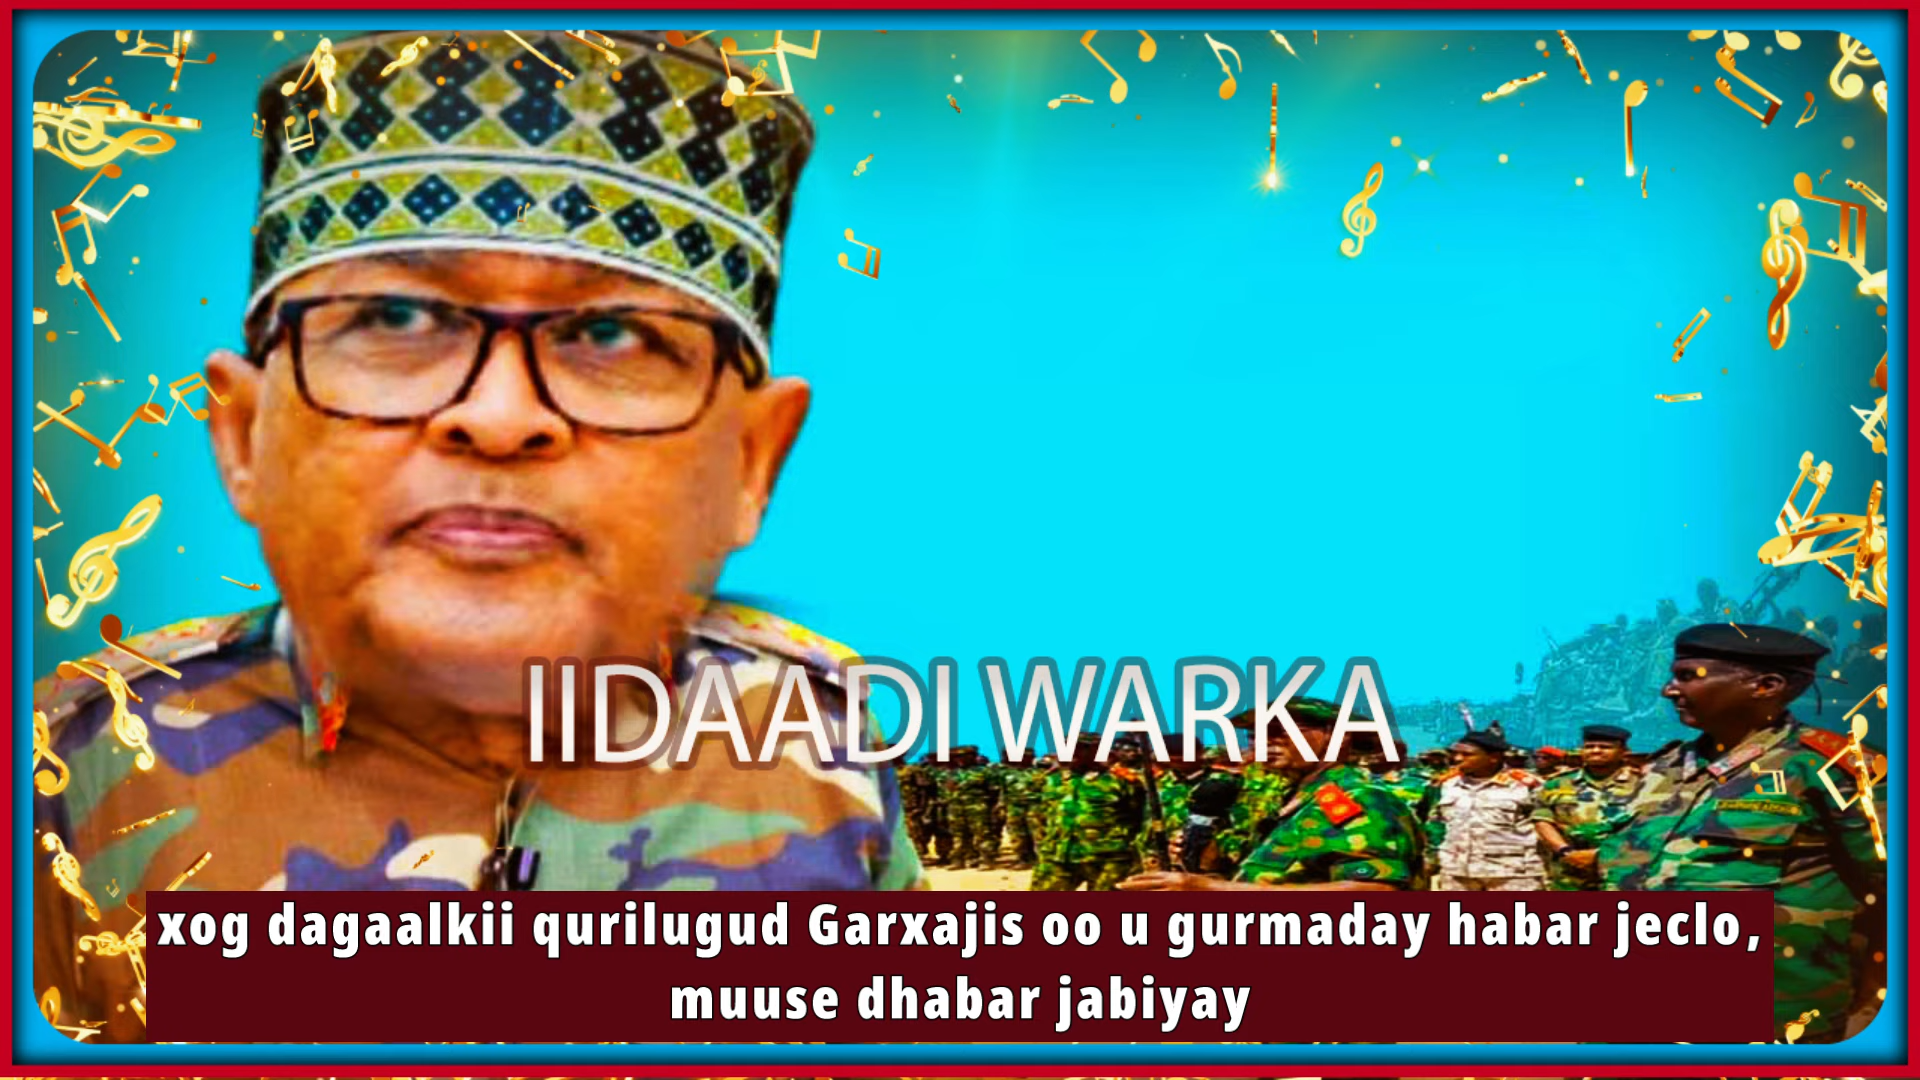 IIDAADI WARKA
xog dagaalkii qurilugud Garxajis oo u gurmaday habar jeclo,
muuse dhabar jabiyay